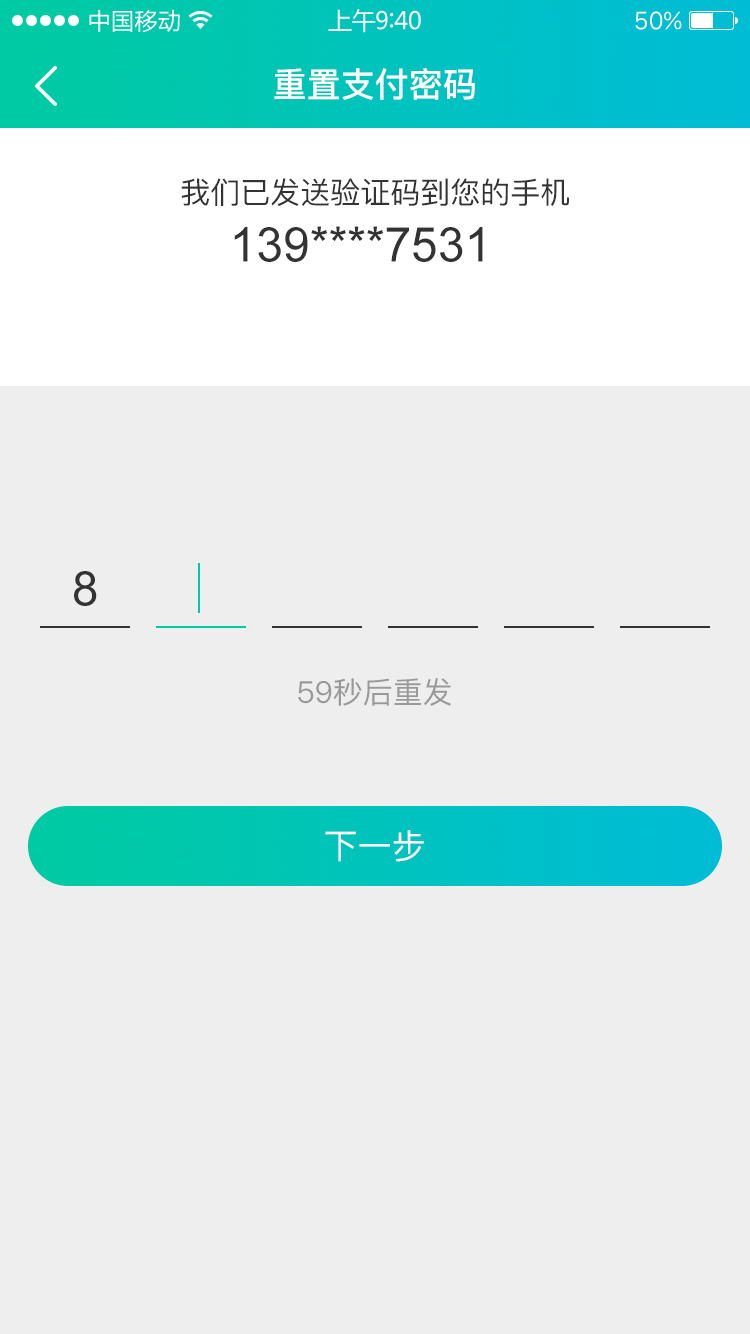 中国移动 上午9:40 50%
重置支付密码
我们已发送验证码到您的手机
139****7531
8
59秒后重发
下一步